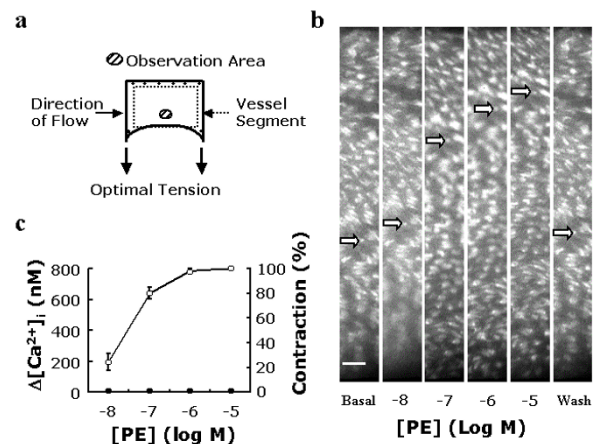 a
Observation Area
Direction of Flow
Vessel Segment
Optimal Tension
b
Basal -8 -7 -6 -5 Wash
[PE] (Log M)
c
Δ[Ca²⁺]ᵢ (nM)
800
600
400
200
0
Contraction (%)
100
80
60
40
20
0
-8 -7 -6 -5
[PE] (log M)